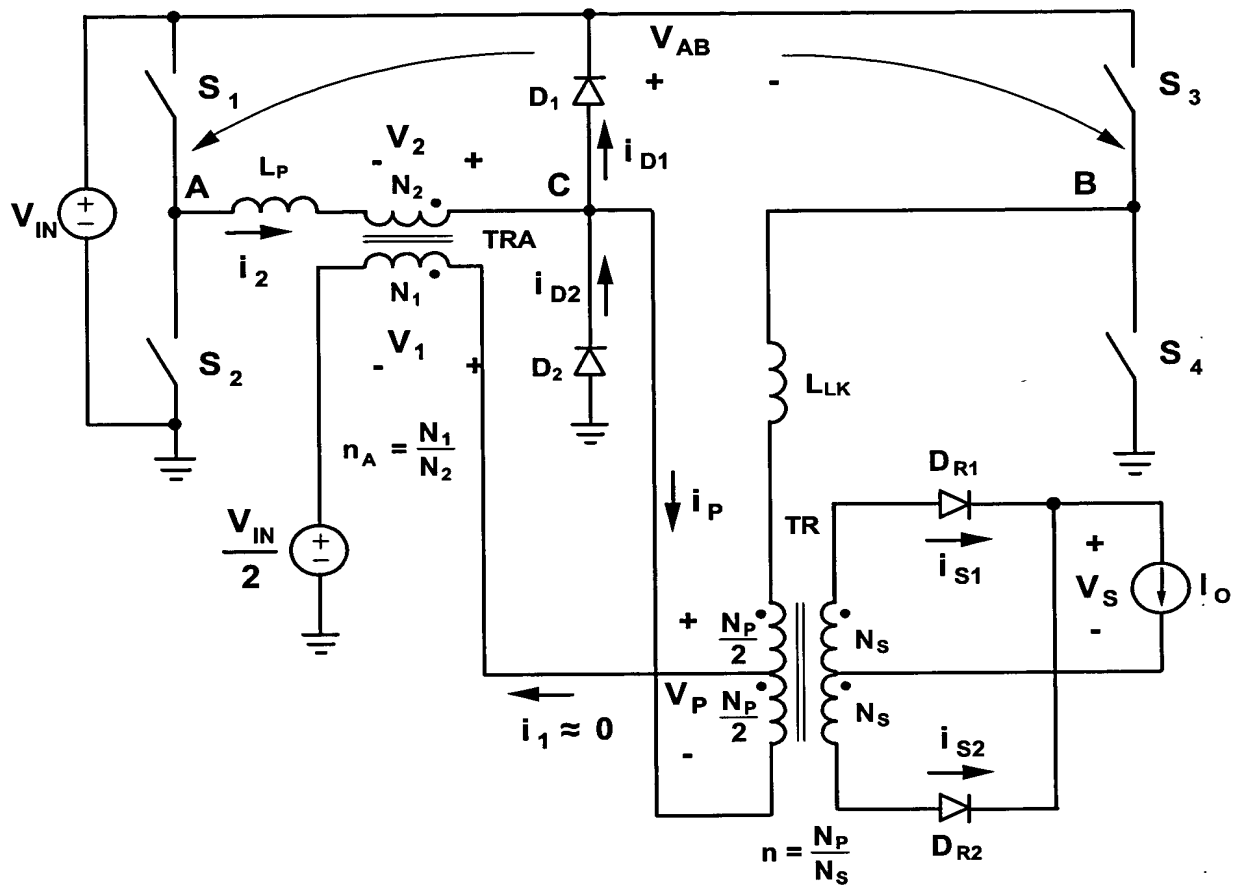 V_AB
+ -
S_1
D_1
S_3
V_2
- +
i_D1
L_P
N_2
A
C
B
V_IN
+
−
TRA
i_2
i_D2
N_1
V_1
- +
S_2
D_2
L_LK
S_4
n_A = N_1/N_2
D_R1
i_P
TR
V_IN/2
+
−
i_S1
+
V_S
-
I_O
+
N_P/2
N_S
V_P
N_P/2
N_S
-
i_1 ≈ 0
i_S2
D_R2
n = N_P/N_S